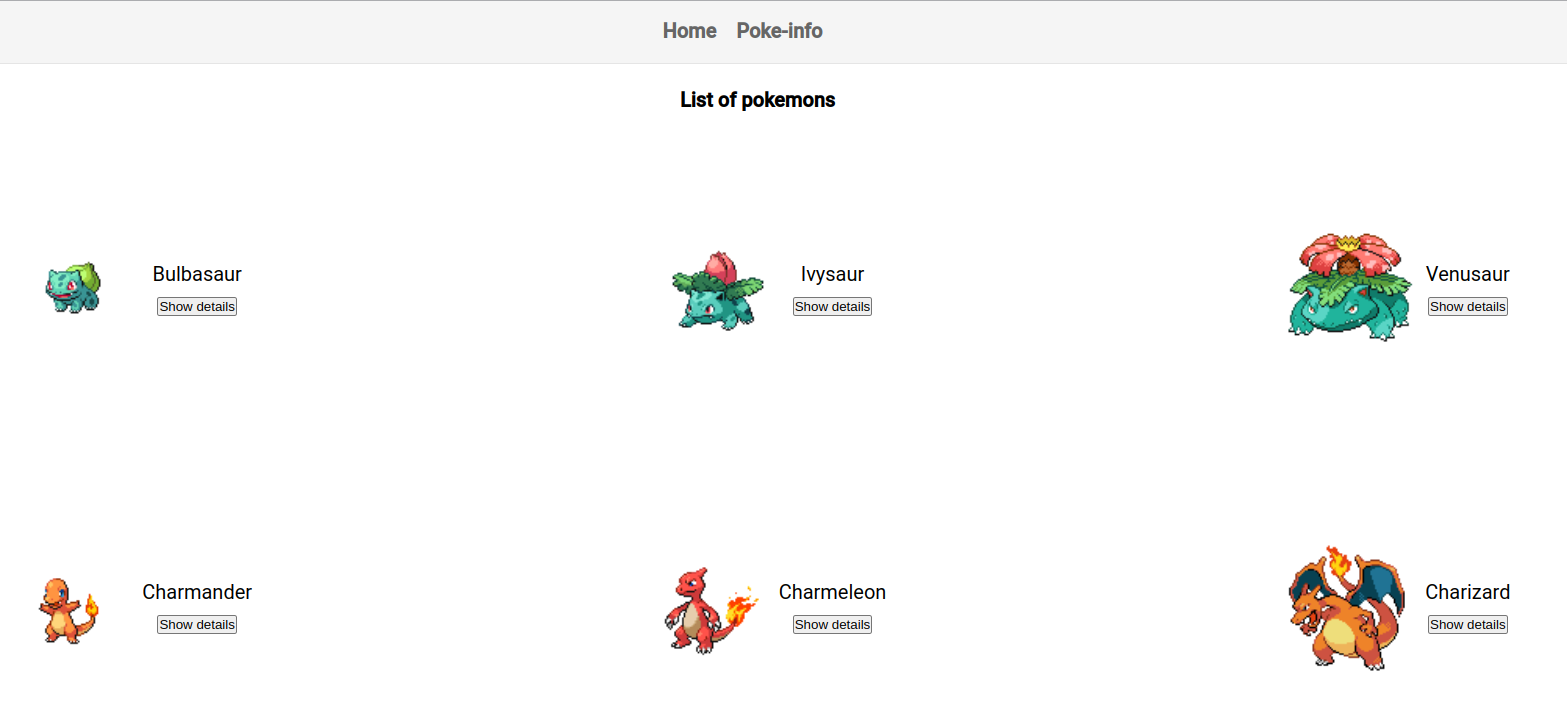 Home Poke-info
List of pokemons
Bulbasaur Ivysaur Venusaur
Show details Show details Show details
Charmander Charmeleon Charizard
Show details Show details Show details